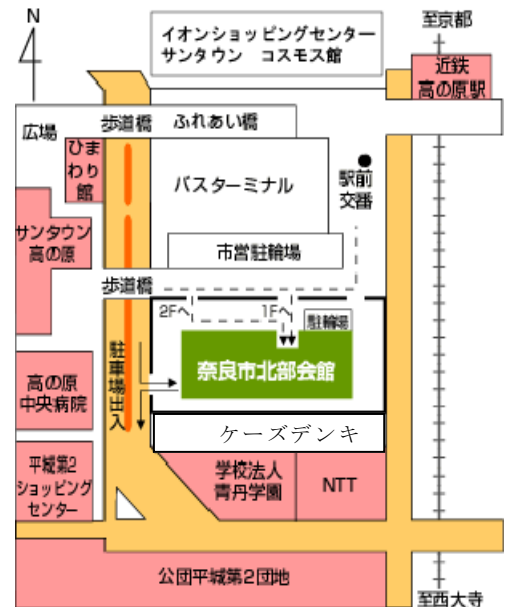 N
イオンショッピングセンター
サンタウン コスモス館
至京都
近鉄
高の原駅
広場
歩道橋
ふれあい橋
ひま
わり
館
バスターミナル
駅前
交番
サンタウン
高の原
市営駐輪場
歩道橋
2Fへ
1Fへ
駐輪場
駐車場出入
奈良市北部会館
高の原
中央病院
ケーズデンキ
平城第2
ショッピング
センター
学校法人
青丹学園
NTT
公団平城第2団地
至西大寺